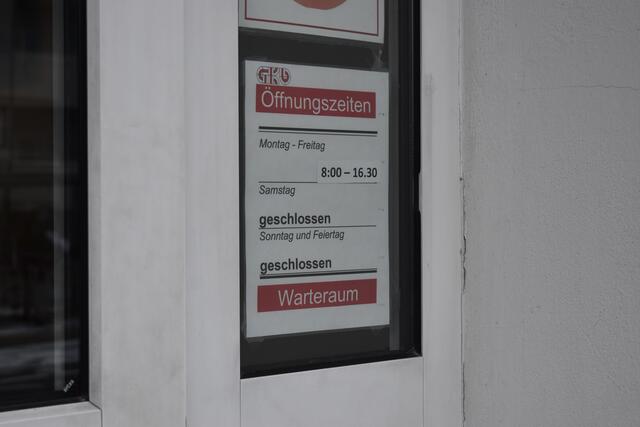 GKB
Öffnungszeiten
Montag - Freitag
8:00 – 16.30
Samstag
geschlossen
Sonntag und Feiertag
geschlossen
Warteraum